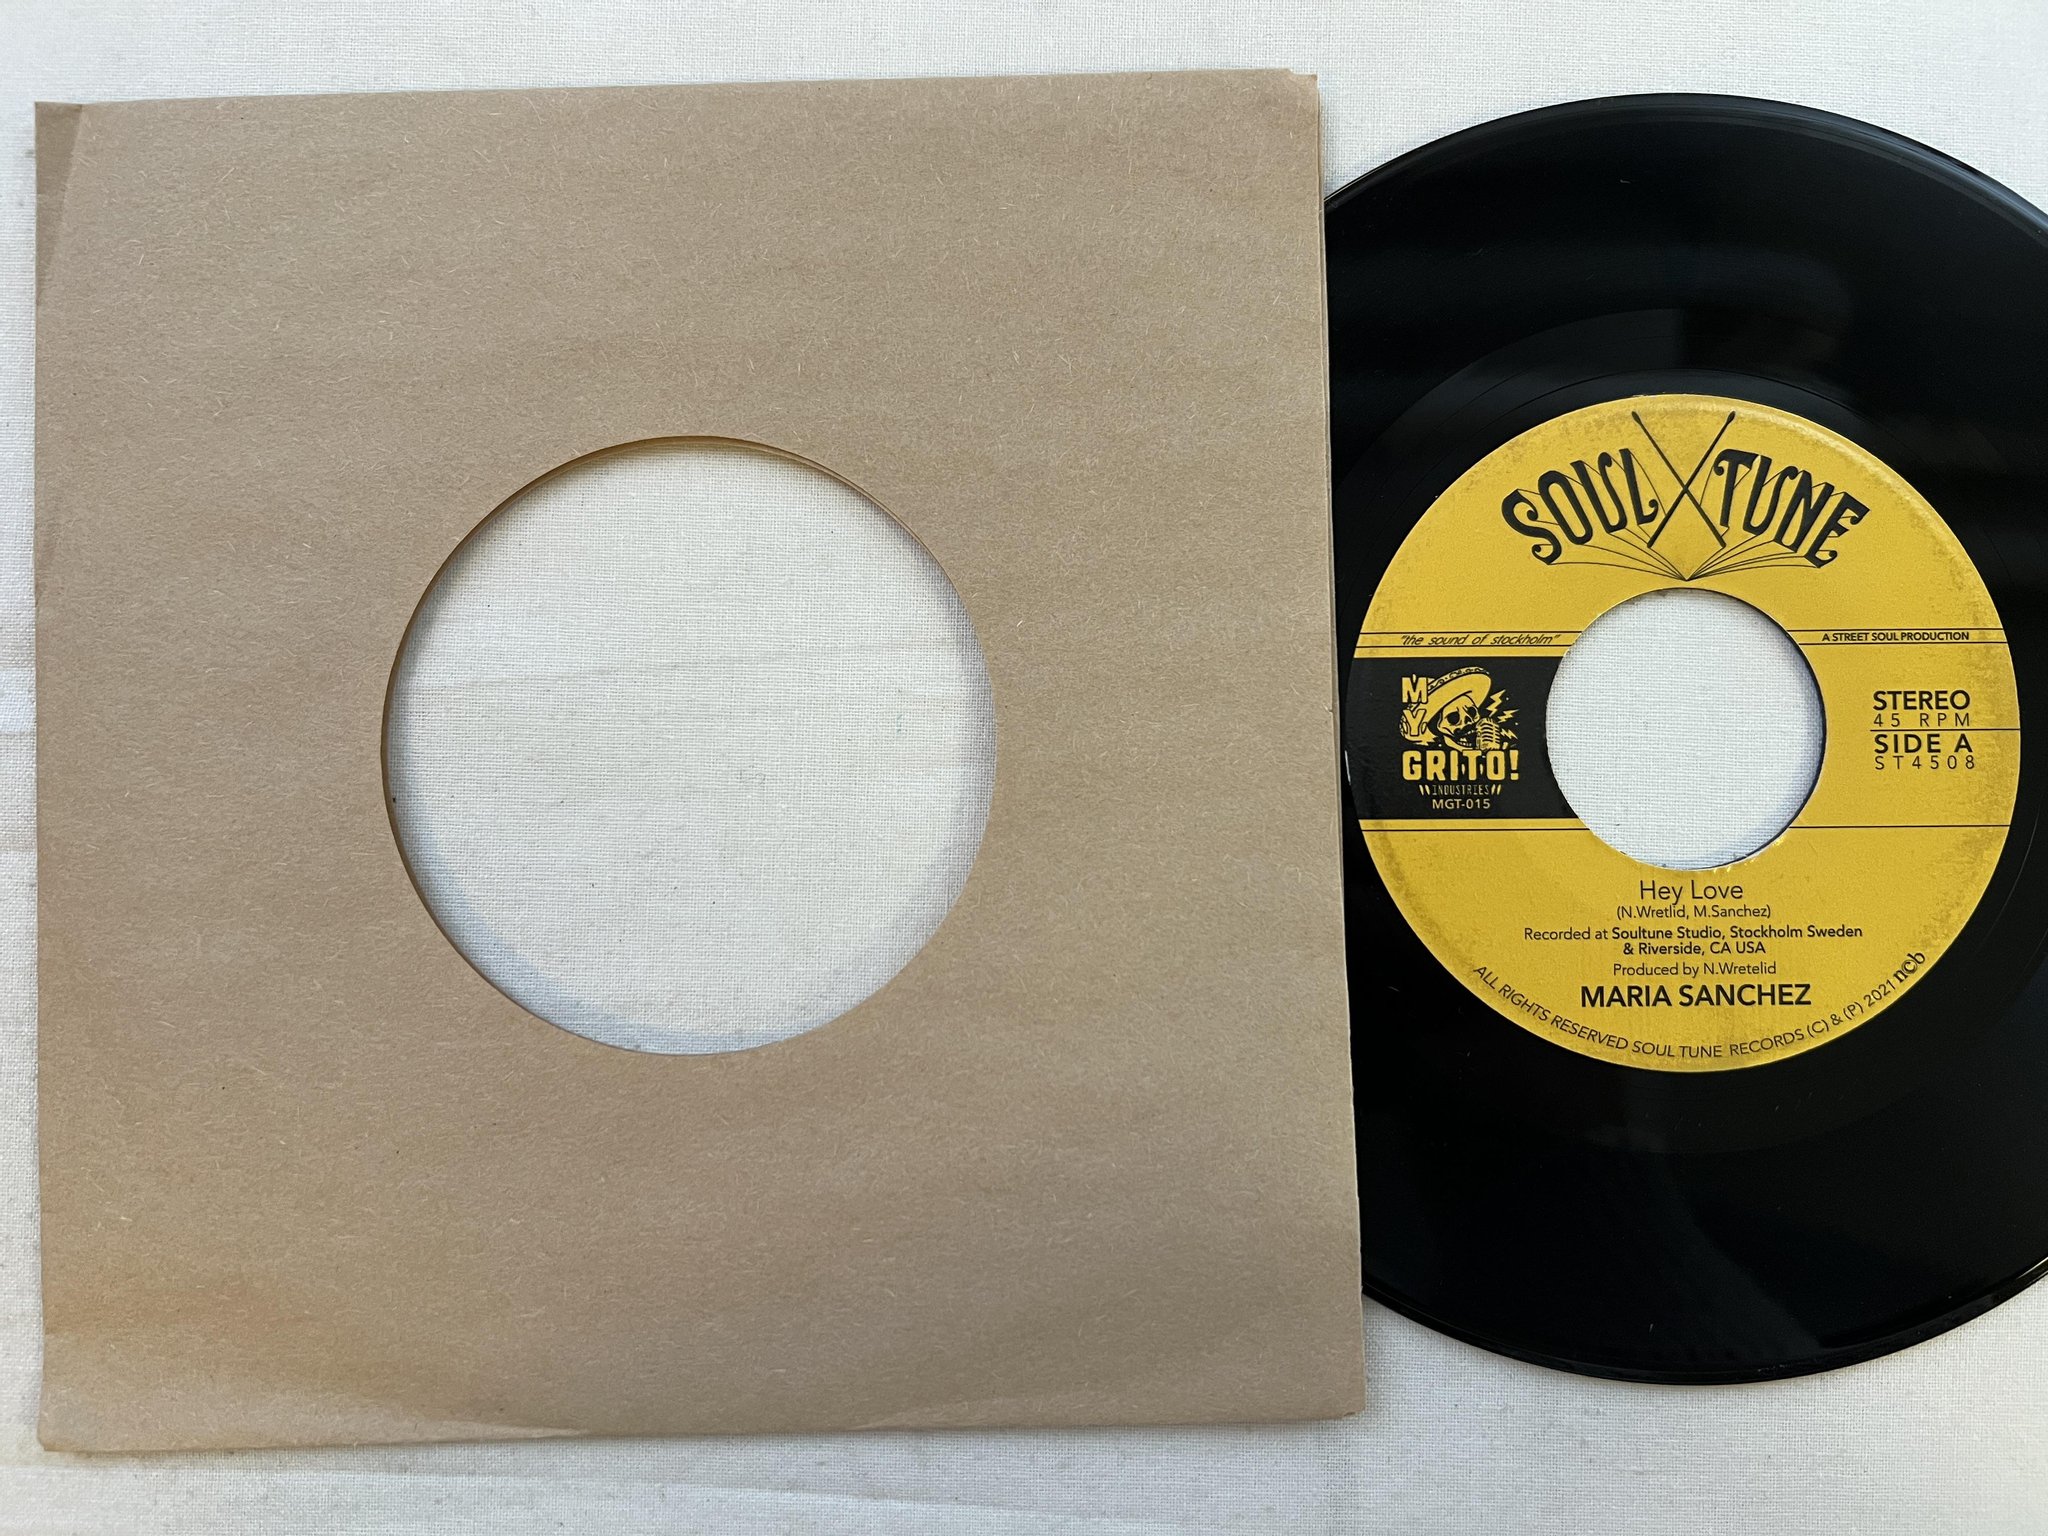 SOUL TUNE
"the sound of stockholm"
A STREET SOUL PRODUCTION
MY
GRITO!
INDUSTRIES
MGT-015
STEREO
45 RPM
SIDE A
ST4508
Hey Love
(N.Wretlid, M.Sanchez)
Recorded at Soultune Studio, Stockholm Sweden
& Riverside, CA USA
Produced by N.Wretelid
MARIA SANCHEZ
ALL RIGHTS RESERVED SOUL TUNE RECORDS (C) & (P) 2021 n©b